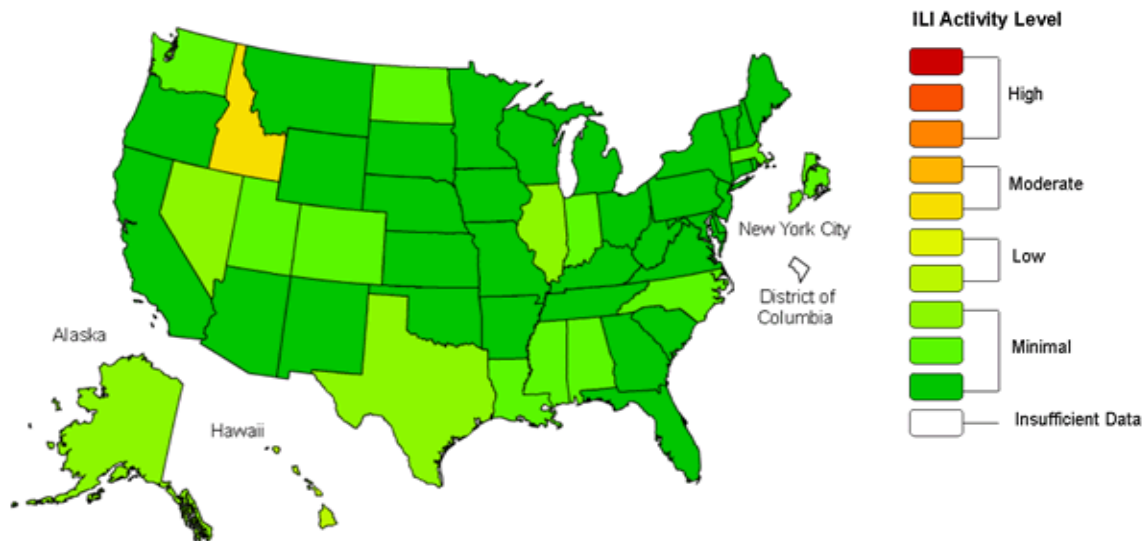 ILI Activity Level
High
Moderate
Low
Minimal
Insufficient Data
New York City
District of
Columbia
Alaska
Hawaii